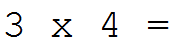 3 x 4 =